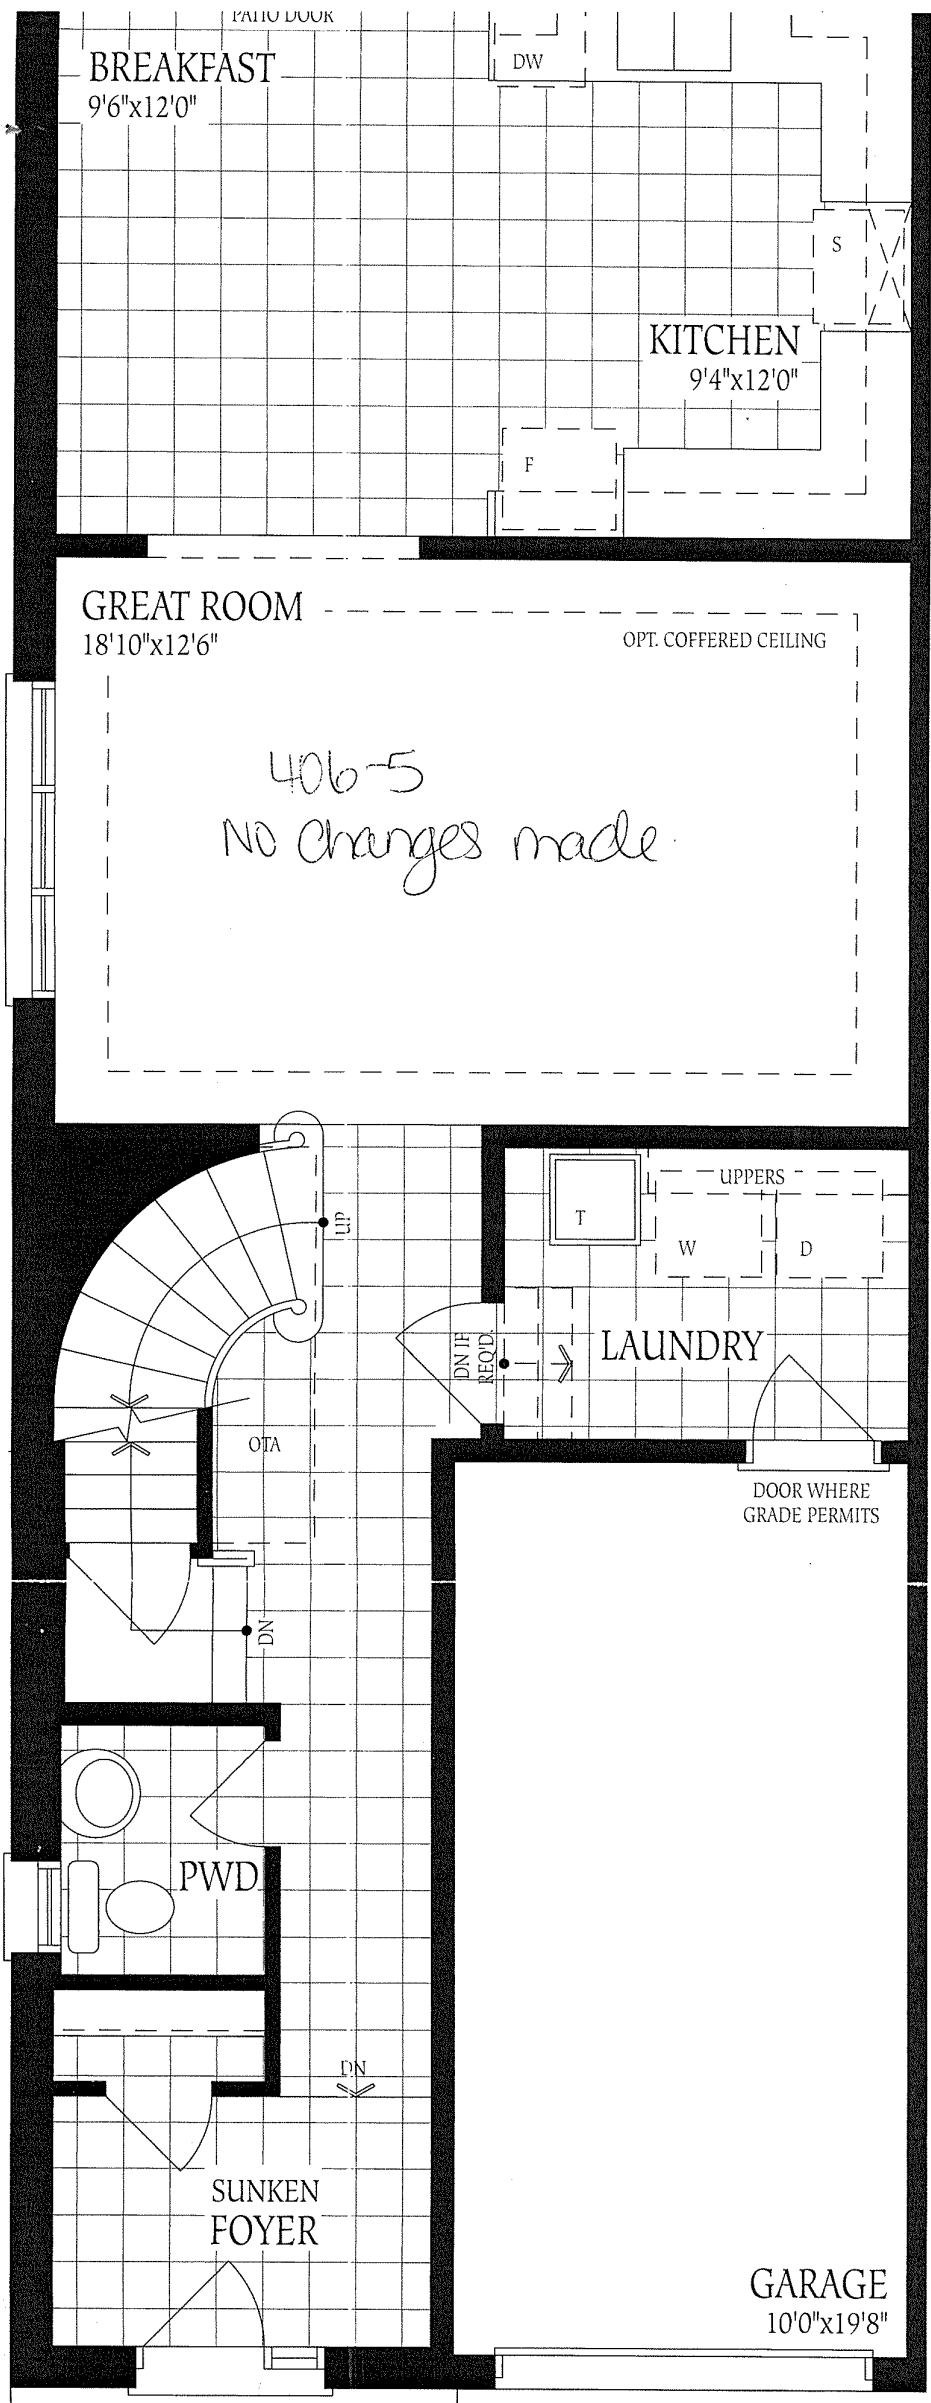 PATIO DOOR
BREAKFAST
9'6"x12'0"
DW
S
KITCHEN
9'4"x12'0"
F
GREAT ROOM
18'10"x12'6"
OPT. COFFERED CEILING
406-5
No changes made
UP
UPPERS
T
W
D
DN IF
REQ'D.
LAUNDRY
OTA
DOOR WHERE
GRADE PERMITS
DN
PWD
DN
SUNKEN
FOYER
GARAGE
10'0"x19'8"